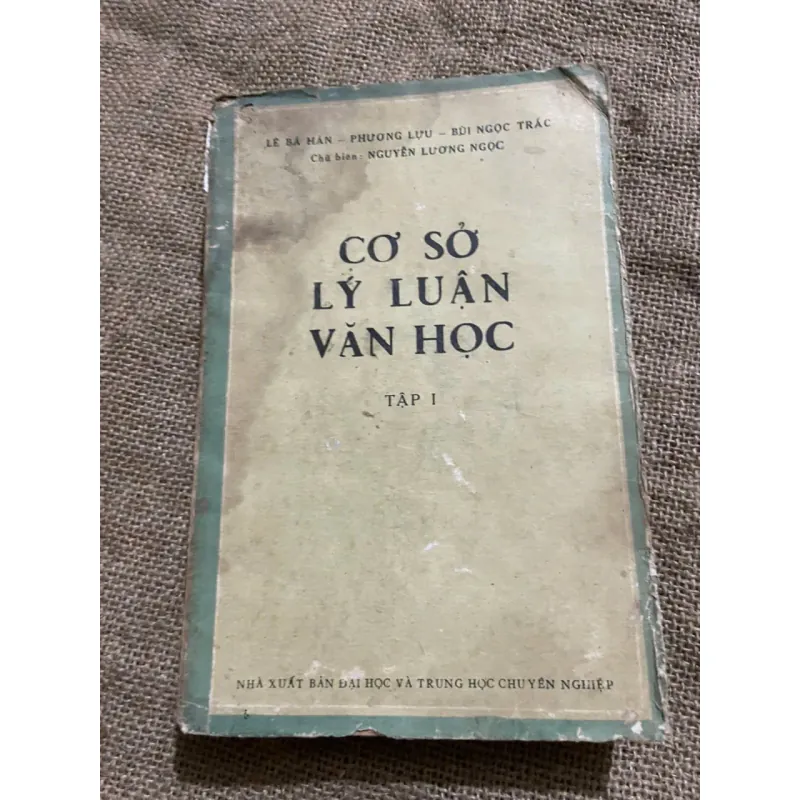 LÊ BÁ HÁN – PHƯƠNG LỰU – BÙI NGỌC TRÁC
Chủ biên: NGUYỄN LƯƠNG NGỌC
CƠ SỞ
LÝ LUẬN
VĂN HỌC
TẬP I
NHÀ XUẤT BẢN ĐẠI HỌC VÀ TRUNG HỌC CHUYÊN NGHIỆP